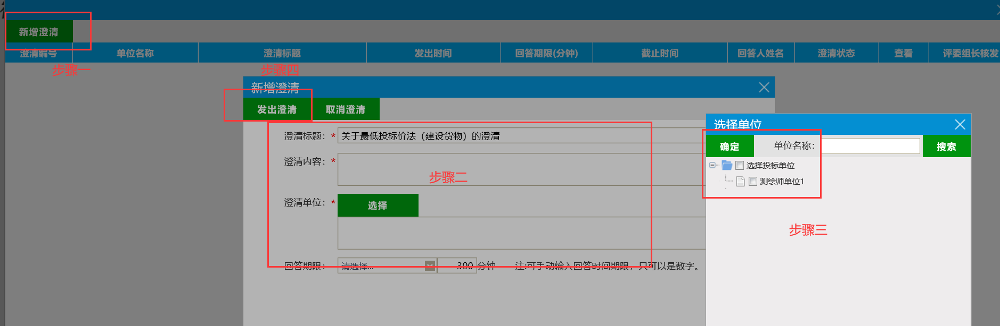 新增澄清
澄清编号 单位名称 澄清标题 发出时间 回答期限(分钟) 截止时间 回答人姓名 澄清状态 查看 评委组长核发
步骤一 步骤四
新增澄清
发出澄清 取消澄清
选择单位
澄清标题：* 关于最低投标价法（建设货物）的澄清
确定 单位名称： 搜索
澄清内容：*
选择投标单位
步骤二
测绘师单位1
澄清单位：* 选择
步骤三
回答期限： 请选择... 300 分钟 注:可手动输入回答时间期限，只可以是数字。